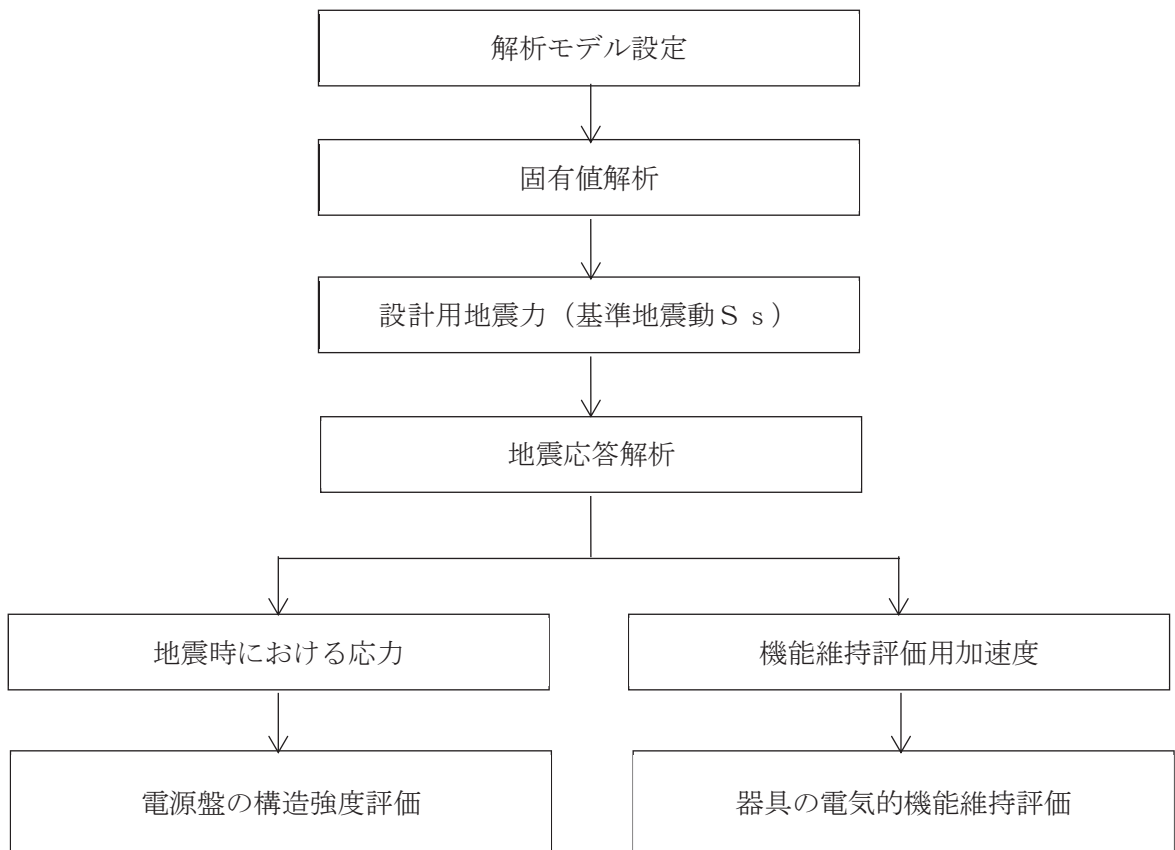 解析モデル設定
固有値解析
設計用地震力（基準地震動Ｓｓ）
地震応答解析
地震時における応力
機能維持評価用加速度
電源盤の構造強度評価
器具の電気的機能維持評価